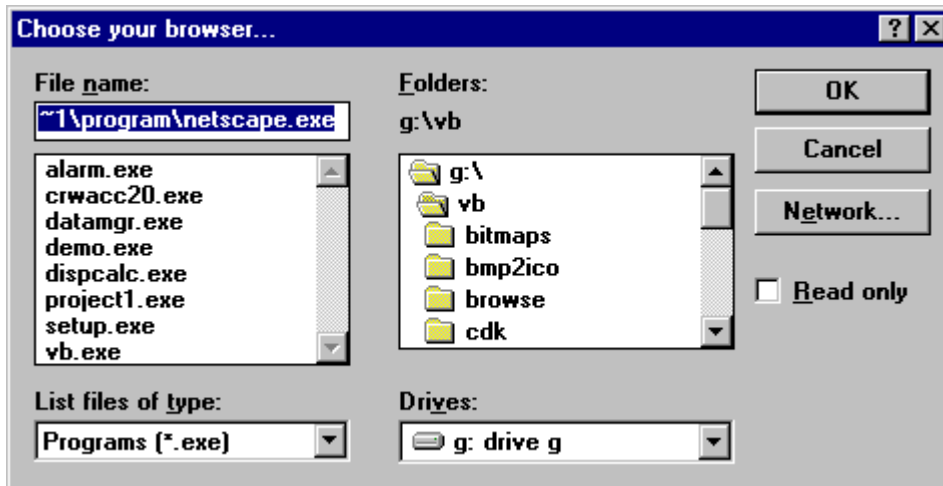 Choose your browser...
File name:
~1\program\netscape.exe
alarm.exe
crwacc20.exe
datamgr.exe
demo.exe
dispcalc.exe
project1.exe
setup.exe
vb.exe
List files of type:
Programs (*.exe)
Folders:
g:\vb
g:\
vb
bitmaps
bmp2ico
browse
cdk
Drives:
g: drive g
OK
Cancel
Network...
Read only